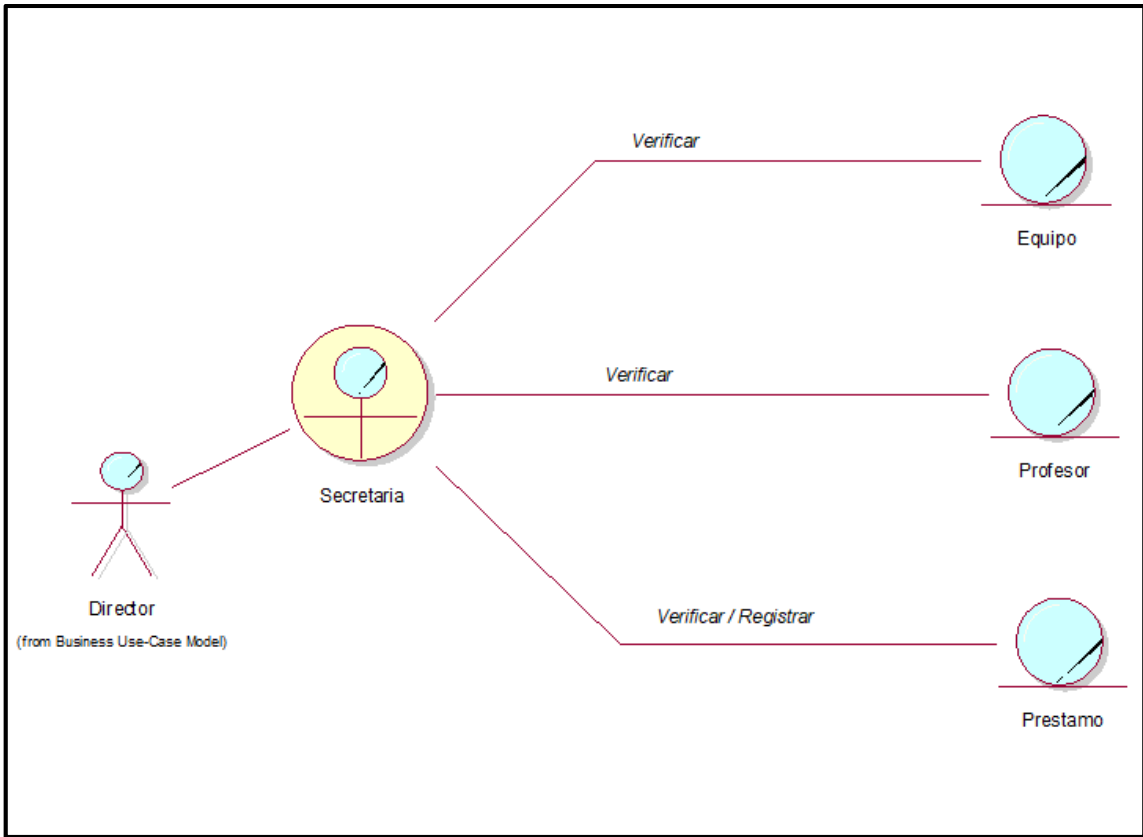 Verificar
Equipo
Verificar
Profesor
Secretaria
Director
(from Business Use-Case Model)
Verificar / Registrar
Prestamo